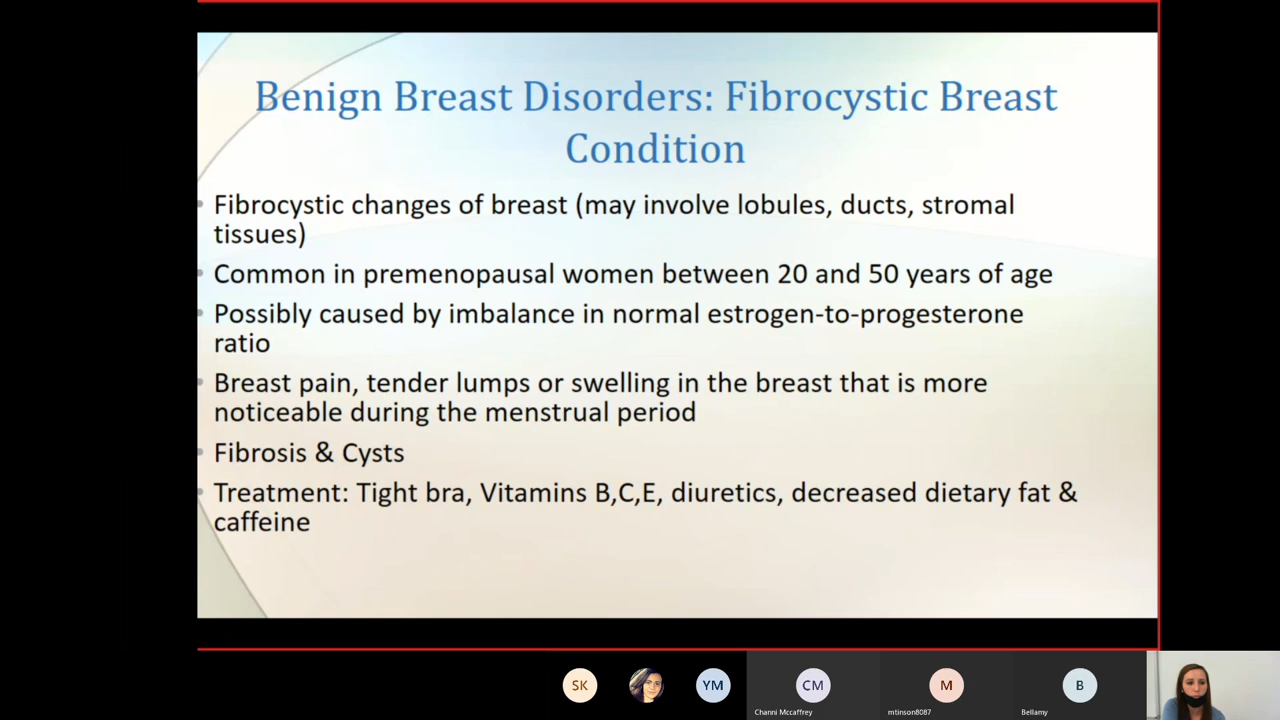 Benign Breast Disorders: Fibrocystic Breast
Condition
• Fibrocystic changes of breast (may involve lobules, ducts, stromal
tissues)
• Common in premenopausal women between 20 and 50 years of age
• Possibly caused by imbalance in normal estrogen-to-progesterone
ratio
• Breast pain, tender lumps or swelling in the breast that is more
noticeable during the menstrual period
• Fibrosis & Cysts
• Treatment: Tight bra, Vitamins B,C,E, diuretics, decreased dietary fat &
caffeine
SK
YM
CM
M
B
Channi Mccaffrey
mtinson8087
Bellamy